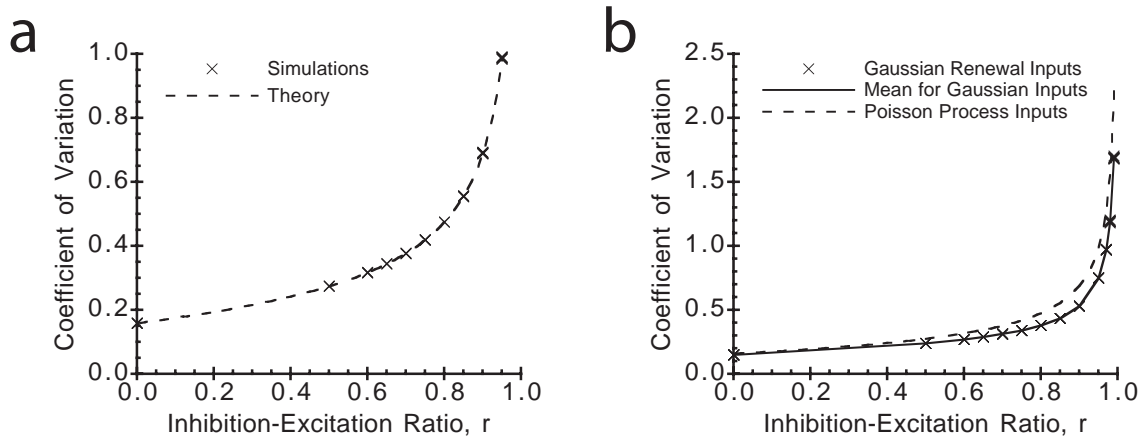 a
1.0
0.8
0.6
0.4
0.2
0.0
Coefficient of Variation
Simulations
Theory
0.0 0.2 0.4 0.6 0.8 1.0
Inhibition-Excitation Ratio, r
b
2.5
2.0
1.5
1.0
0.5
0.0
Coefficient of Variation
Gaussian Renewal Inputs
Mean for Gaussian Inputs
Poisson Process Inputs
0.0 0.2 0.4 0.6 0.8 1.0
Inhibition-Excitation Ratio, r